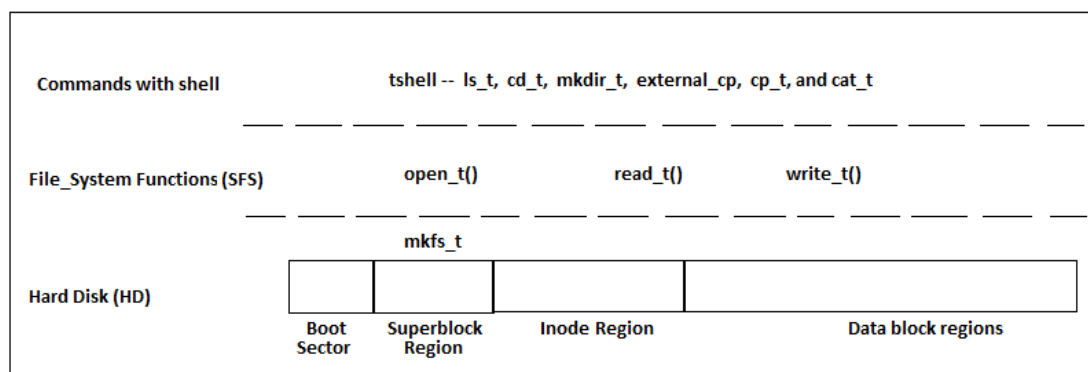 Commands with shell tshell -- ls_t, cd_t, mkdir_t, external_cp, cp_t, and cat_t
File_System Functions (SFS) open_t() read_t() write_t()
mkfs_t
Hard Disk (HD)
Boot Sector
Superblock Region
Inode Region
Data block regions